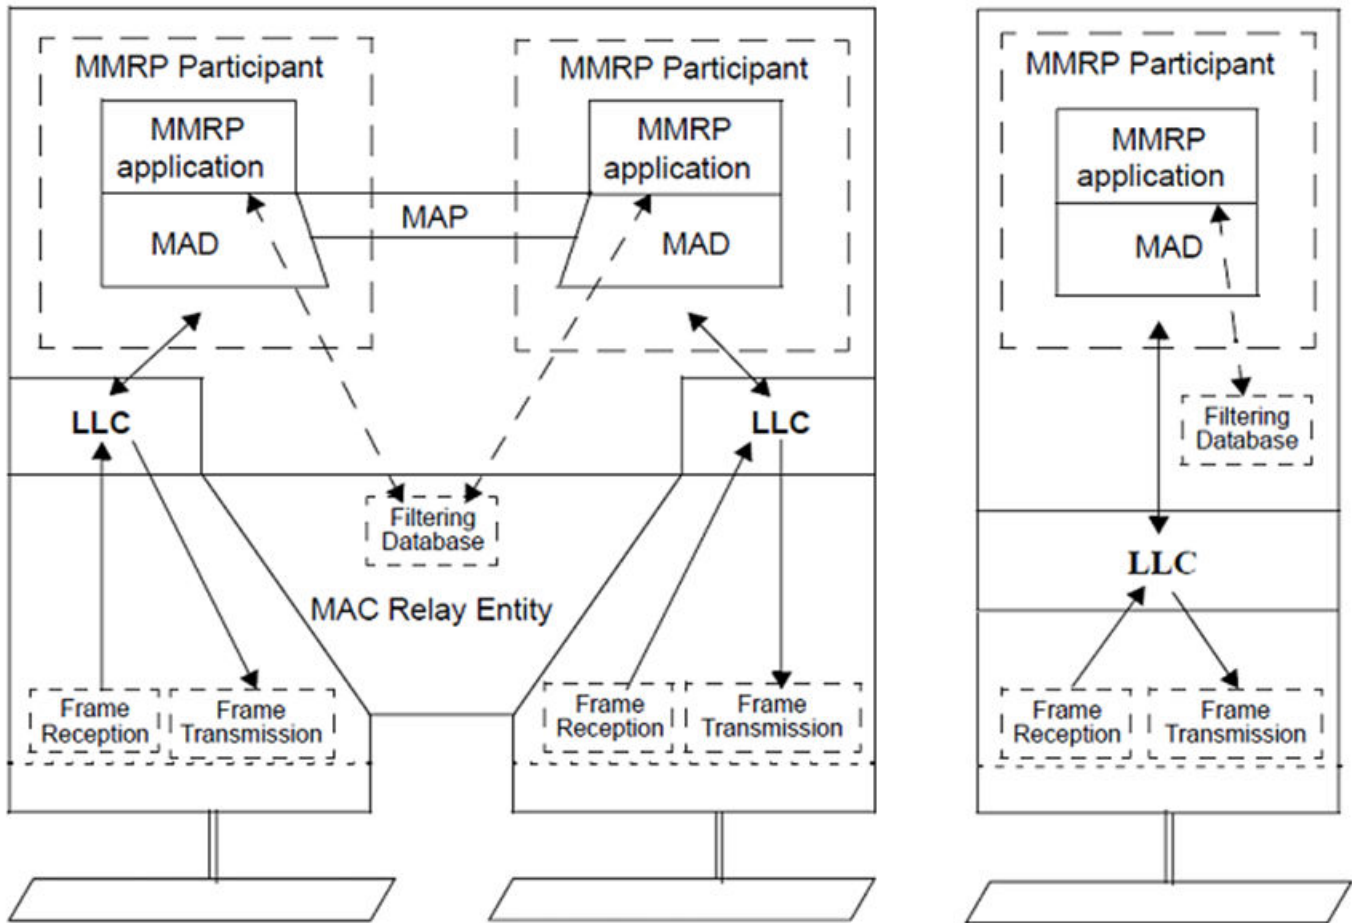 MMRP Participant
MMRP
application
MAD
MAP
MMRP Participant
MMRP
application
MAD
LLC
LLC
Filtering
Database
MAC Relay Entity
Frame
Reception
Frame
Transmission
Frame
Reception
Frame
Transmission
MMRP Participant
MMRP
application
MAD
Filtering
Database
LLC
Frame
Reception
Frame
Transmission